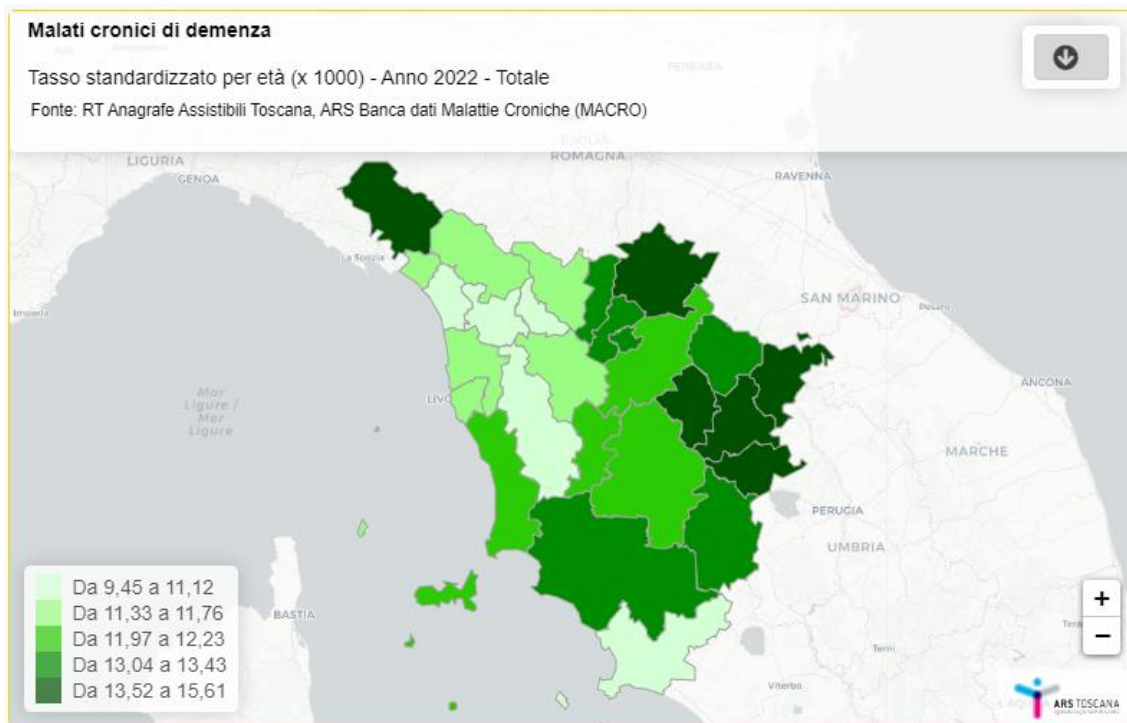 Malati cronici di demenza
Tasso standardizzato per età (x 1000) - Anno 2022 - Totale
Fonte: RT Anagrafe Assistibili Toscana, ARS Banca dati Malattie Croniche (MACRO)
FERRARA
EMILIA-
ROMAGNA
LIGURIA
GENOA
RAVENNA
La Spezia
SAN MARINO
Pesaro
Imperia
ANCONA
Mar
Ligure /
Mer
Ligure
LIVO
MARCHE
PERUGIA
UMBRIA
BASTIA
Da 9,45 a 11,12
Da 11,33 a 11,76
Da 11,97 a 12,23
Da 13,04 a 13,43
Da 13,52 a 15,61
+
−
Tera
Terni
Viterbo
ARS TOSCANA